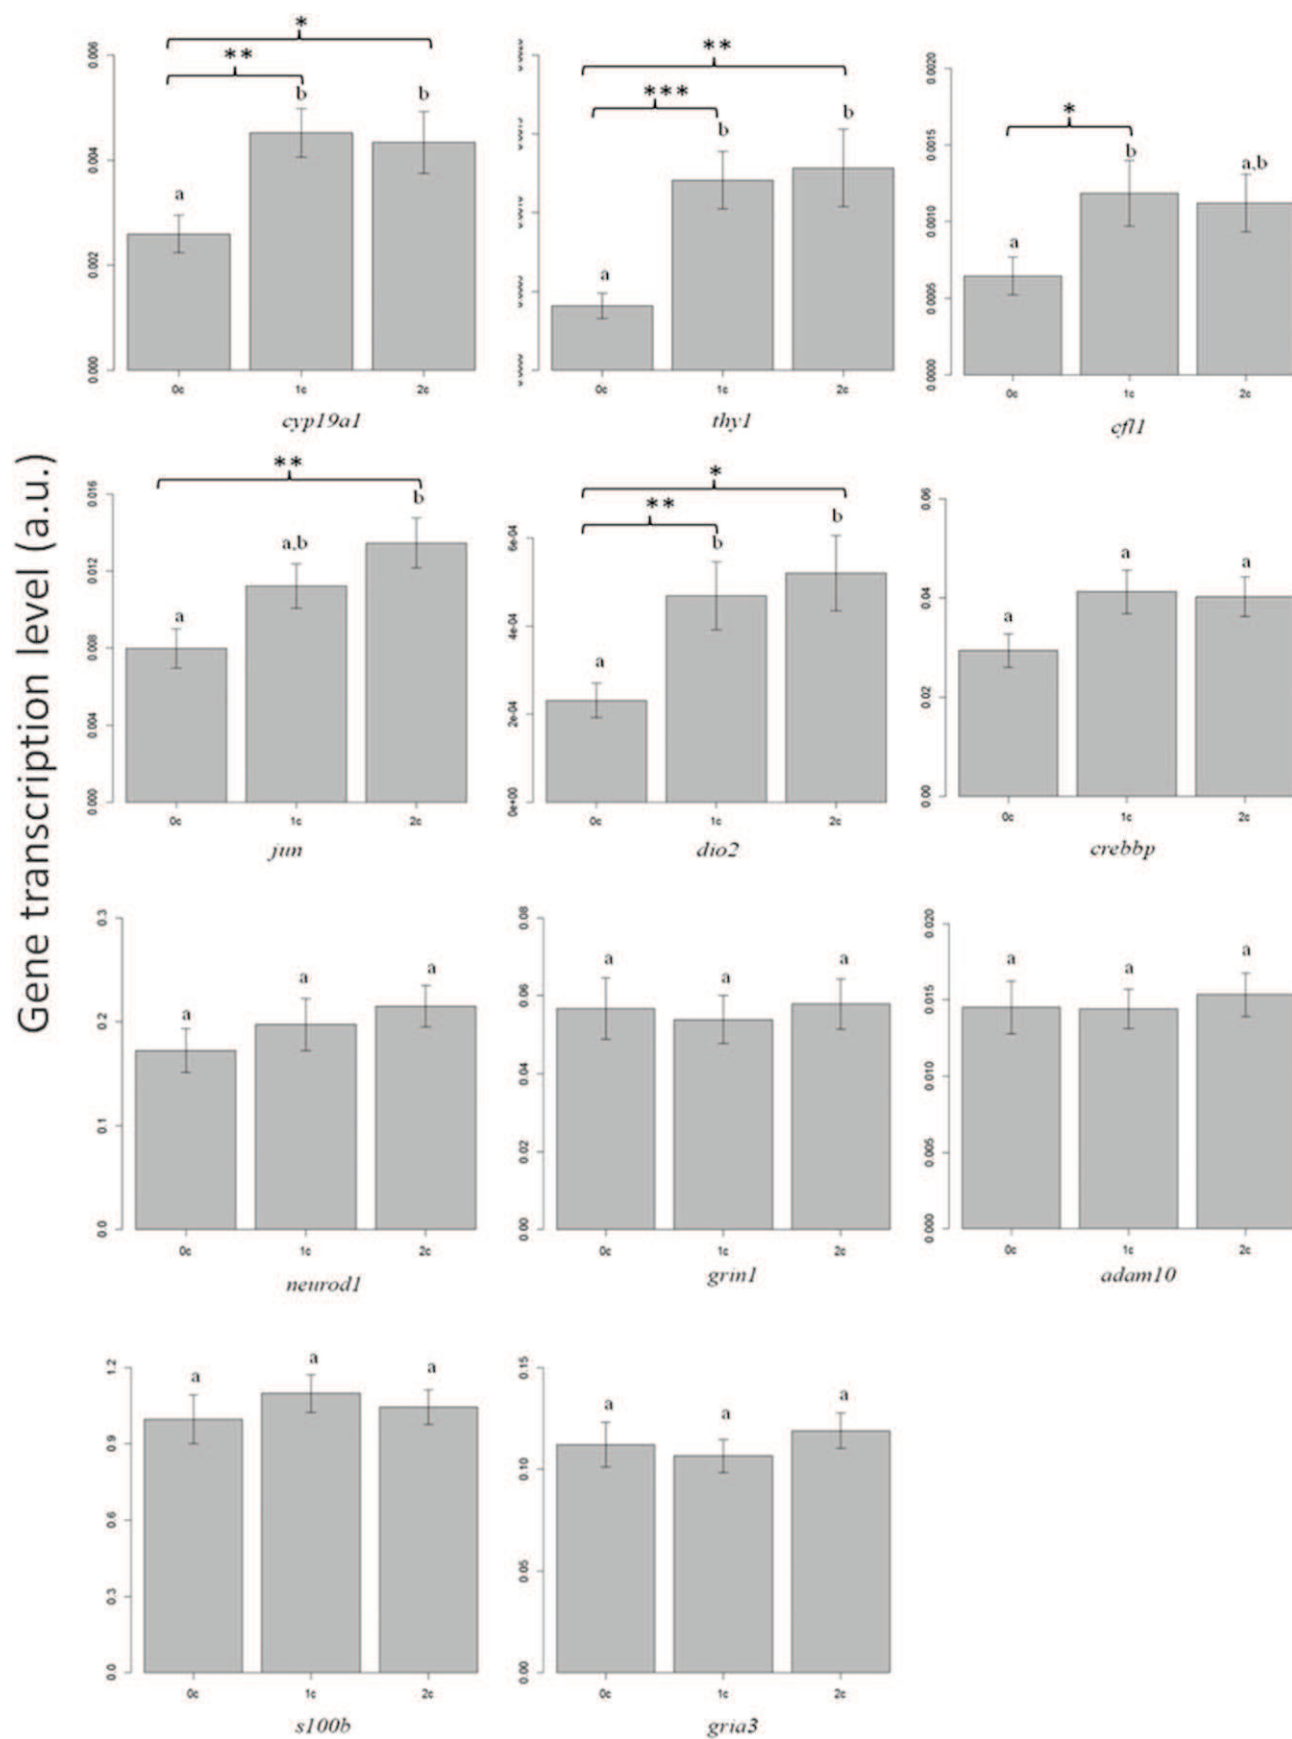 Gene transcription level (a.u.)
*
**
0.006
0.004
0.002
0.000
a
b
b
0c
1c
2c
cyp19a1
**
***
a
b
b
0c
1c
2c
thy1
*
0.0020
0.0015
0.0010
0.0005
0.0000
a
b
a,b
0c
1c
2c
cfl1
**
0.016
0.012
0.008
0.004
0.000
a
a,b
b
0c
1c
2c
jun
*
**
6e-04
4e-04
2e-04
0e+00
a
b
b
0c
1c
2c
dio2
0.06
0.04
0.02
0.00
a
a
a
0c
1c
2c
crebbp
0.3
0.2
0.1
0.0
a
a
a
0c
1c
2c
neurod1
0.08
0.06
0.04
0.02
0.00
a
a
a
0c
1c
2c
grin1
0.020
0.015
0.010
0.005
0.000
a
a
a
0c
1c
2c
adam10
1.2
0.9
0.6
0.3
0.0
a
a
a
0c
1c
2c
s100b
0.15
0.10
0.05
0.00
a
a
a
0c
1c
2c
gria3